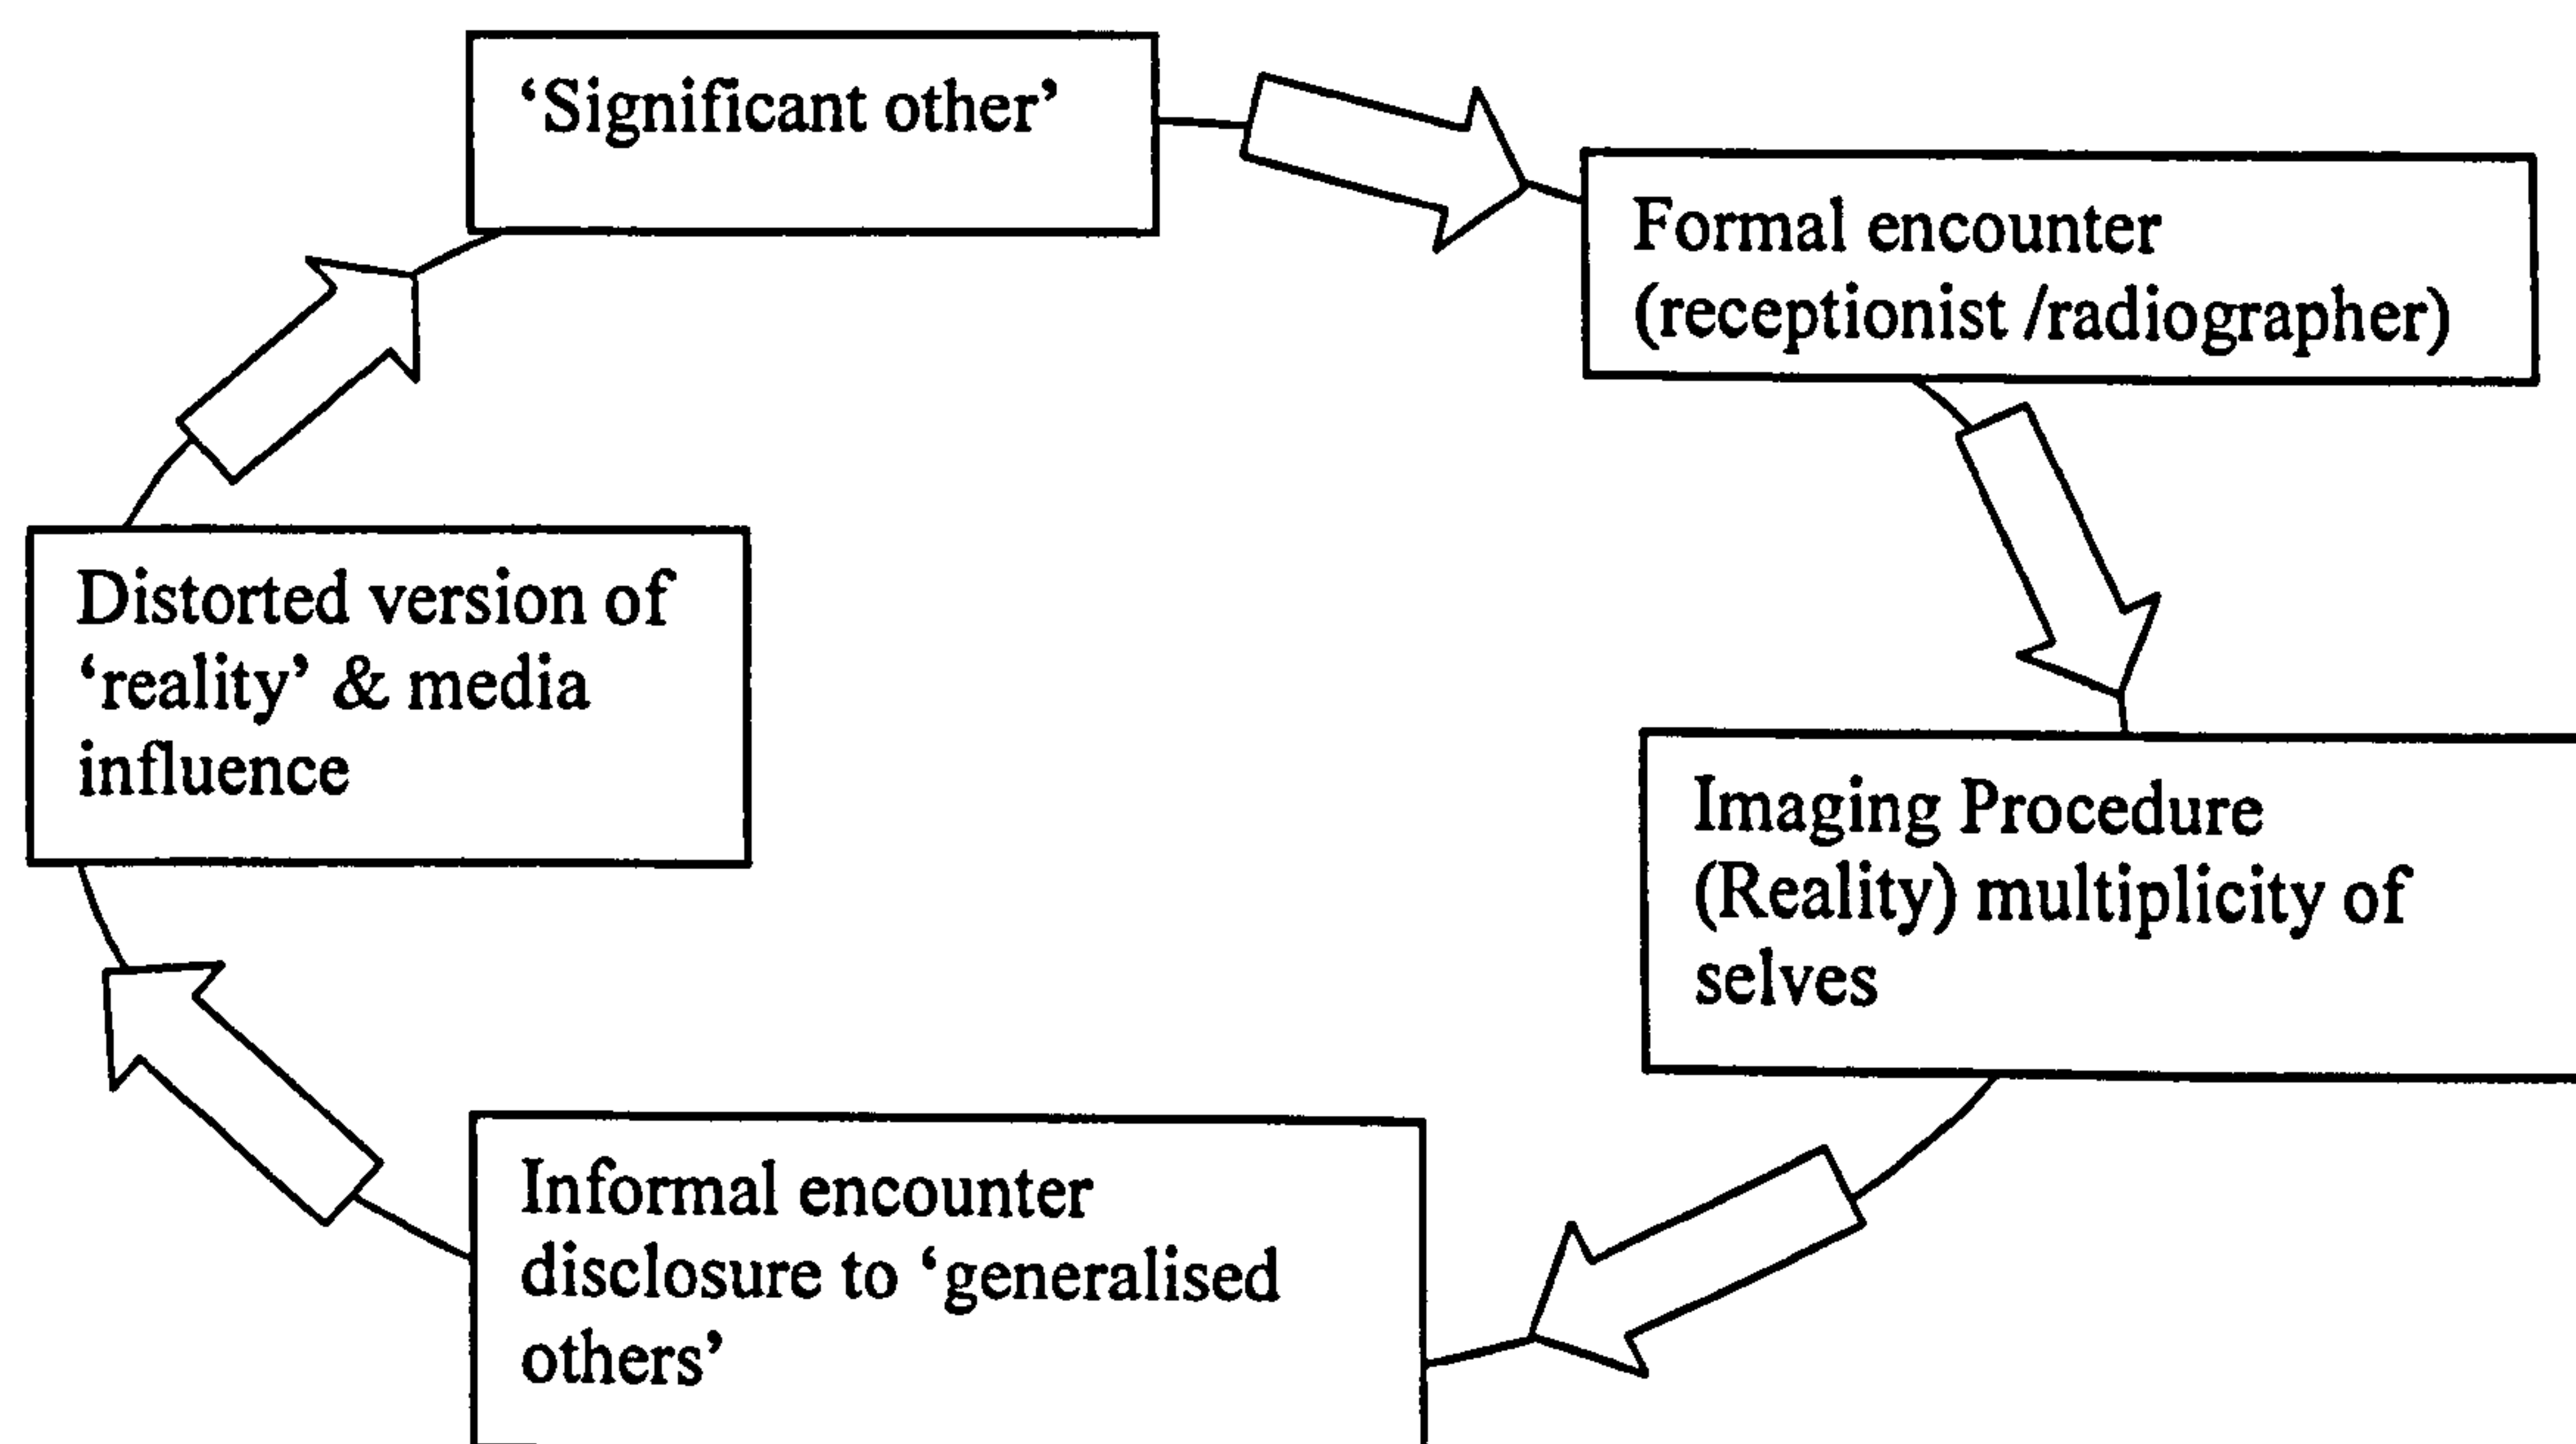 ‘Significant other’
Formal encounter
(receptionist /radiographer)
Imaging Procedure
(Reality) multiplicity of
selves
Informal encounter
disclosure to ‘generalised
others’
Distorted version of
‘reality’ & media
influence